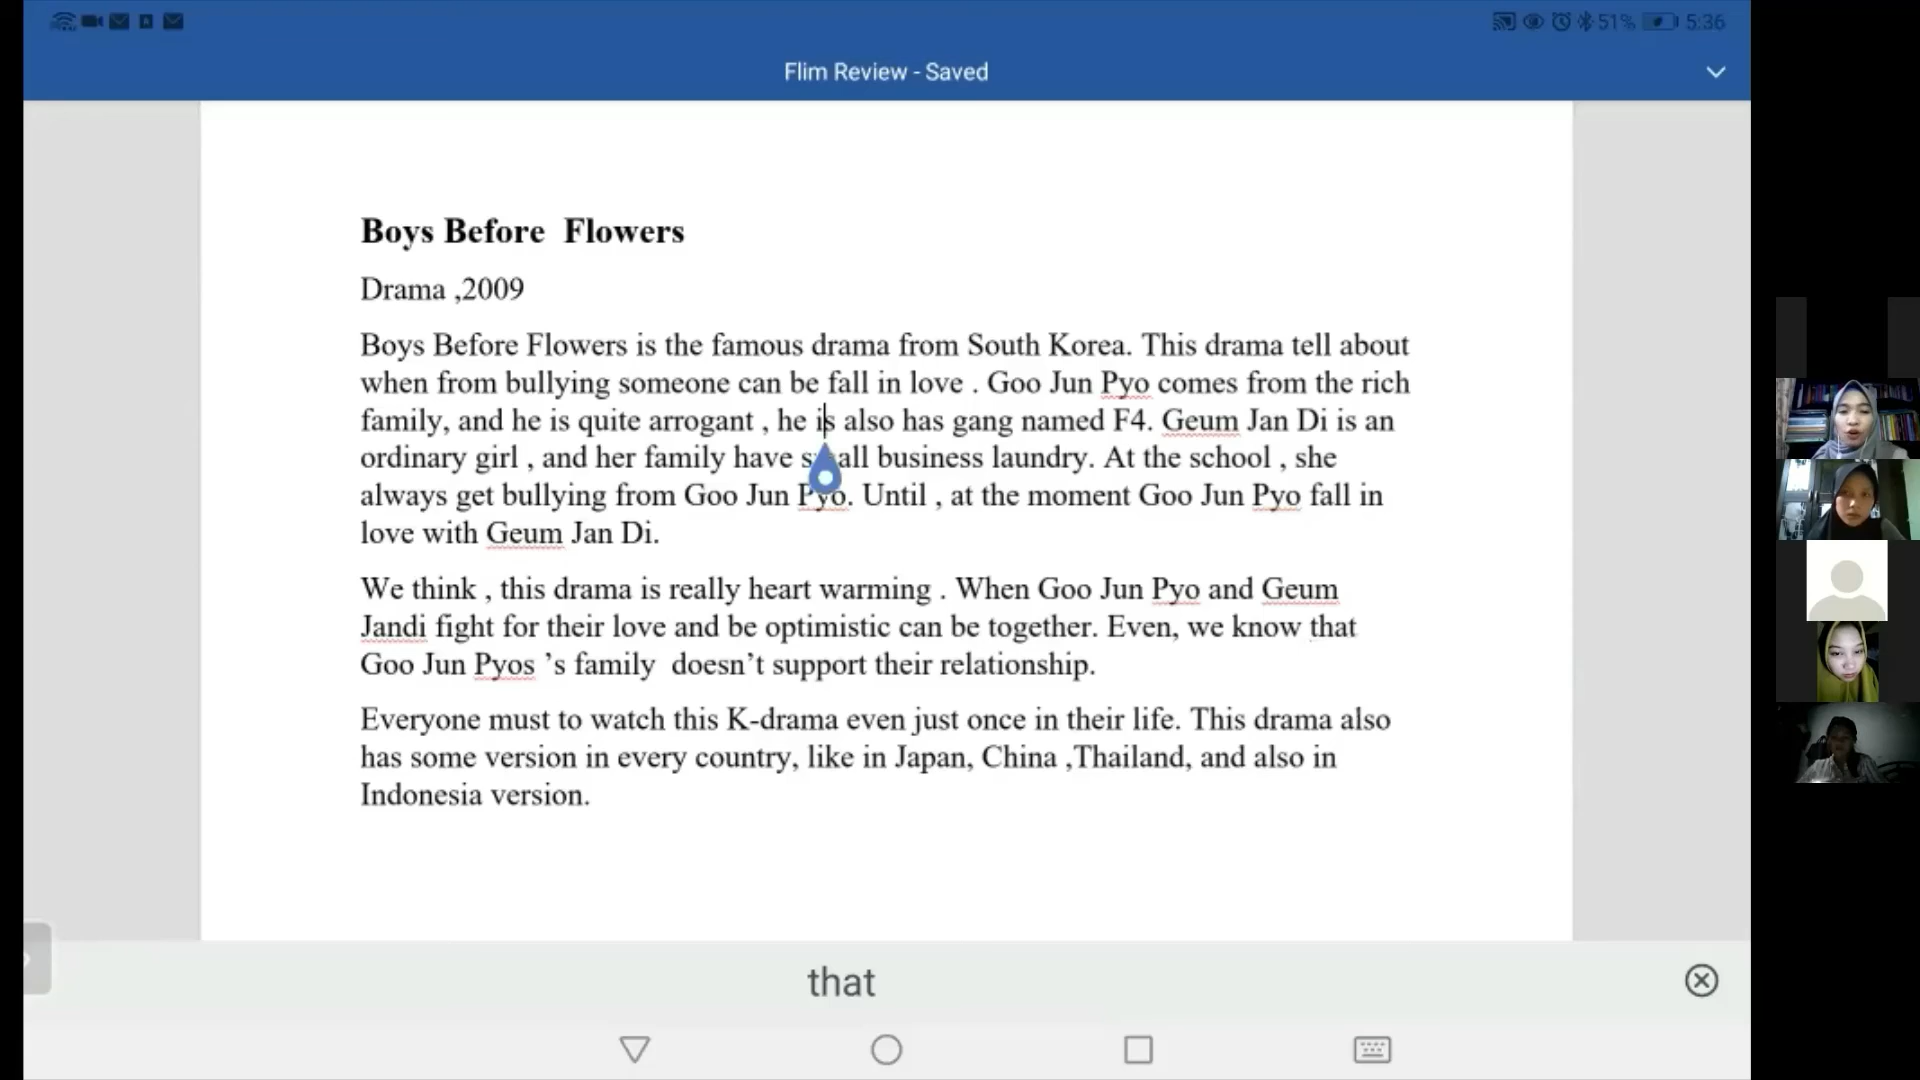 51% 5:36
Flim Review - Saved
Boys Before Flowers
Drama ,2009
Boys Before Flowers is the famous drama from South Korea. This drama tell about
when from bullying someone can be fall in love . Goo Jun Pyo comes from the rich
family, and he is quite arrogant , he is also has gang named F4. Geum Jan Di is an
ordinary girl , and her family have small business laundry. At the school , she
always get bullying from Goo Jun Pyo. Until , at the moment Goo Jun Pyo fall in
love with Geum Jan Di.
We think , this drama is really heart warming . When Goo Jun Pyo and Geum
Jandi fight for their love and be optimistic can be together. Even, we know that
Goo Jun Pyos ’s family doesn’t support their relationship.
Everyone must to watch this K-drama even just once in their life. This drama also
has some version in every country, like in Japan, China ,Thailand, and also in
Indonesia version.
that